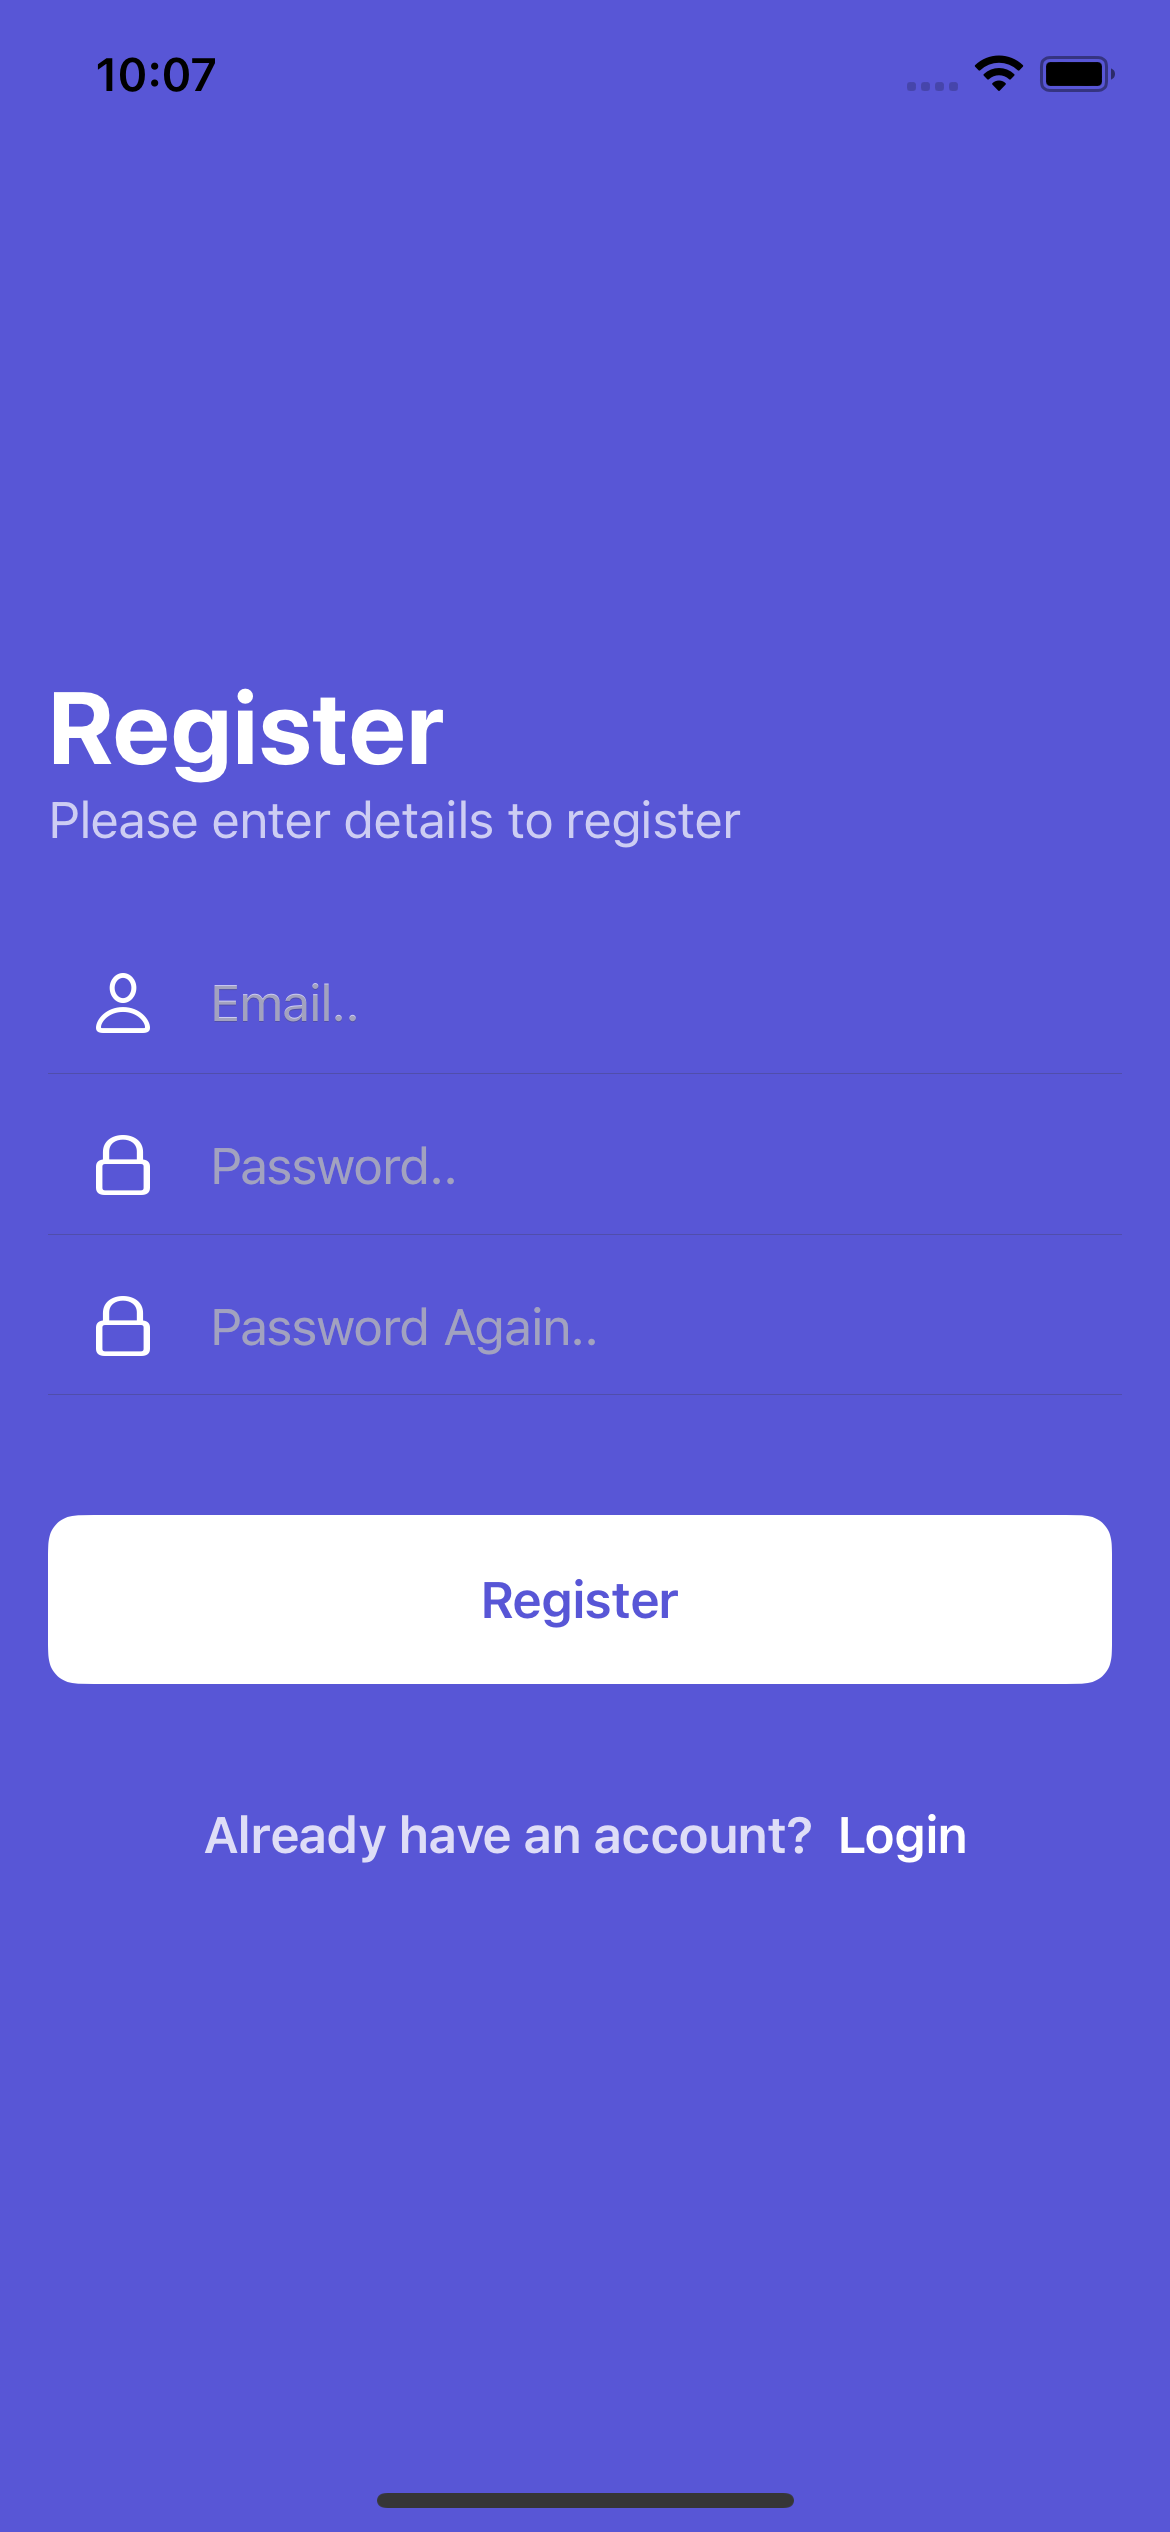 10:07
Register
Please enter details to register
Email..
Password..
Password Again..
Register
Already have an account? Login